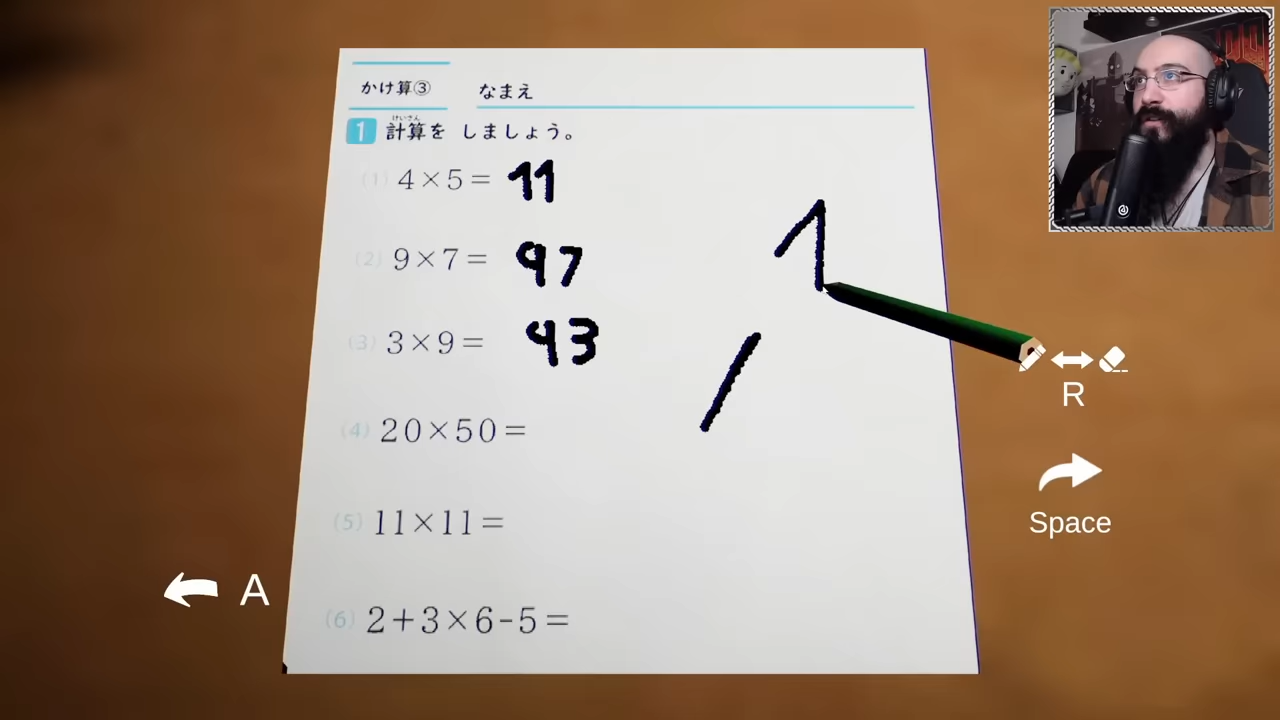 かけ算③ なまえ
けいさん
1 計算を しましょう。
(1) 4×5= 11
(2) 9×7= 97
(3) 3×9= 93
(4) 20×50=
(5) 11×11=
(6) 2+3×6-5=
1
/
R
Space
A